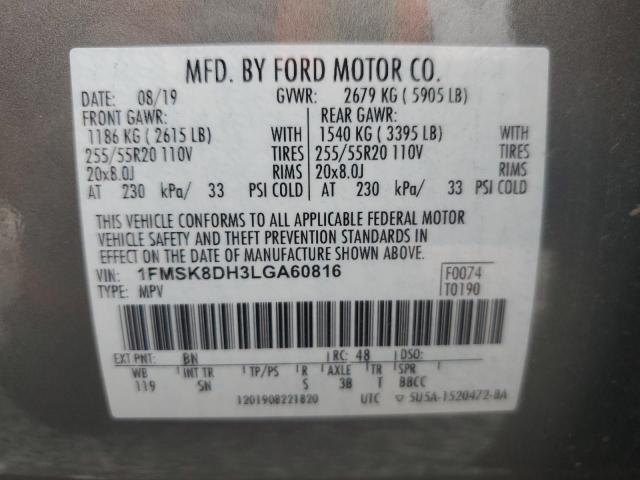 MFD. BY FORD MOTOR CO.
DATE: 08/19 GVWR: 2679 KG ( 5905 LB)
FRONT GAWR: REAR GAWR:
1186 KG ( 2615 LB) WITH 1540 KG ( 3395 LB) WITH
255/55R20 110V TIRES 255/55R20 110V TIRES
20x8.0J RIMS 20x8.0J RIMS
AT 230 kPa/ 33 PSI COLD AT 230 kPa/ 33 PSI COLD
THIS VEHICLE CONFORMS TO ALL APPLICABLE FEDERAL MOTOR
VEHICLE SAFETY AND THEFT PREVENTION STANDARDS IN
EFFECT ON THE DATE OF MANUFACTURE SHOWN ABOVE.
VIN: 1FMSK8DH3LGA60816 F0074
TYPE: MPV T0190
EXT PNT: BN RC: 48 DSO:
WB INT TR TP/PS R AXLE TR SPR
119 SN S 3B T BBCC
1201908221820 UTC ▽ SU5A-1520472-BA